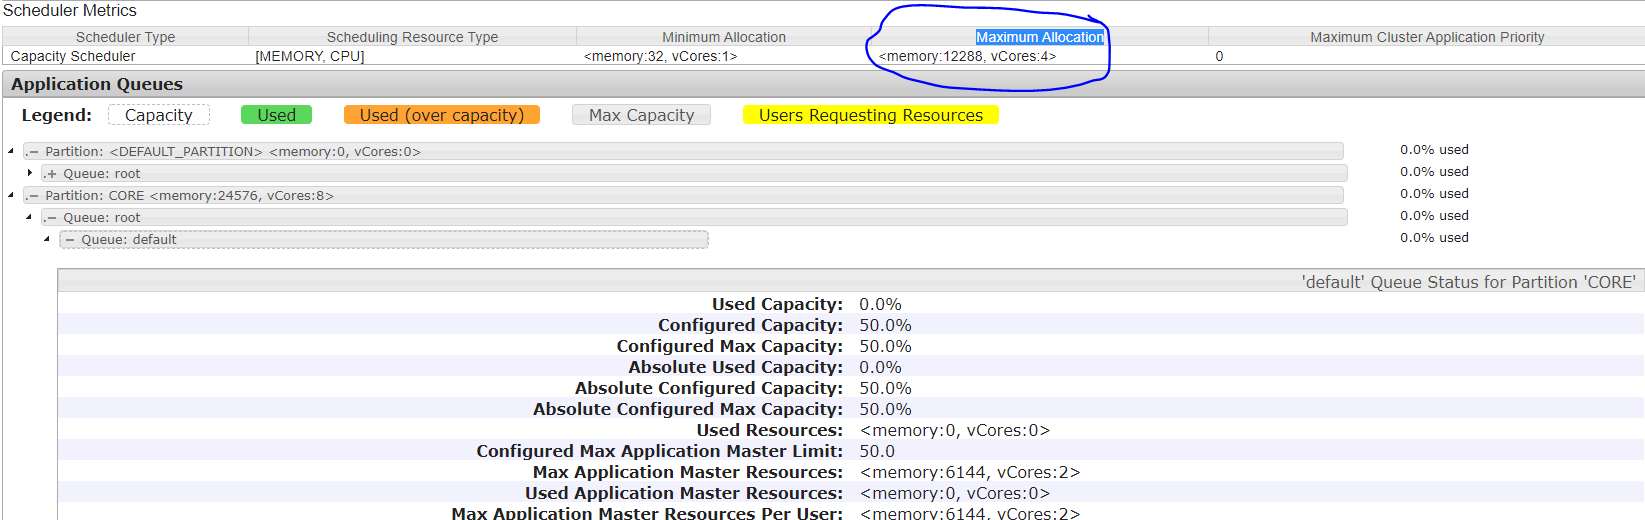 Scheduler Metrics
Scheduler Type Scheduling Resource Type Minimum Allocation Maximum Allocation Maximum Cluster Application Priority
Capacity Scheduler [MEMORY, CPU] <memory:32, vCores:1> <memory:12288, vCores:4> 0
Application Queues
Legend: Capacity Used Used (over capacity) Max Capacity Users Requesting Resources
.– Partition: <DEFAULT_PARTITION> <memory:0, vCores:0> 0.0% used
.+ Queue: root 0.0% used
.– Partition: CORE <memory:24576, vCores:8> 0.0% used
.– Queue: root 0.0% used
– Queue: default 0.0% used
'default' Queue Status for Partition 'CORE'
Used Capacity: 0.0%
Configured Capacity: 50.0%
Configured Max Capacity: 50.0%
Absolute Used Capacity: 0.0%
Absolute Configured Capacity: 50.0%
Absolute Configured Max Capacity: 50.0%
Used Resources: <memory:0, vCores:0>
Configured Max Application Master Limit: 50.0
Max Application Master Resources: <memory:6144, vCores:2>
Used Application Master Resources: <memory:0, vCores:0>
Max Application Master Resources Per User: <memory:6144, vCores:2>